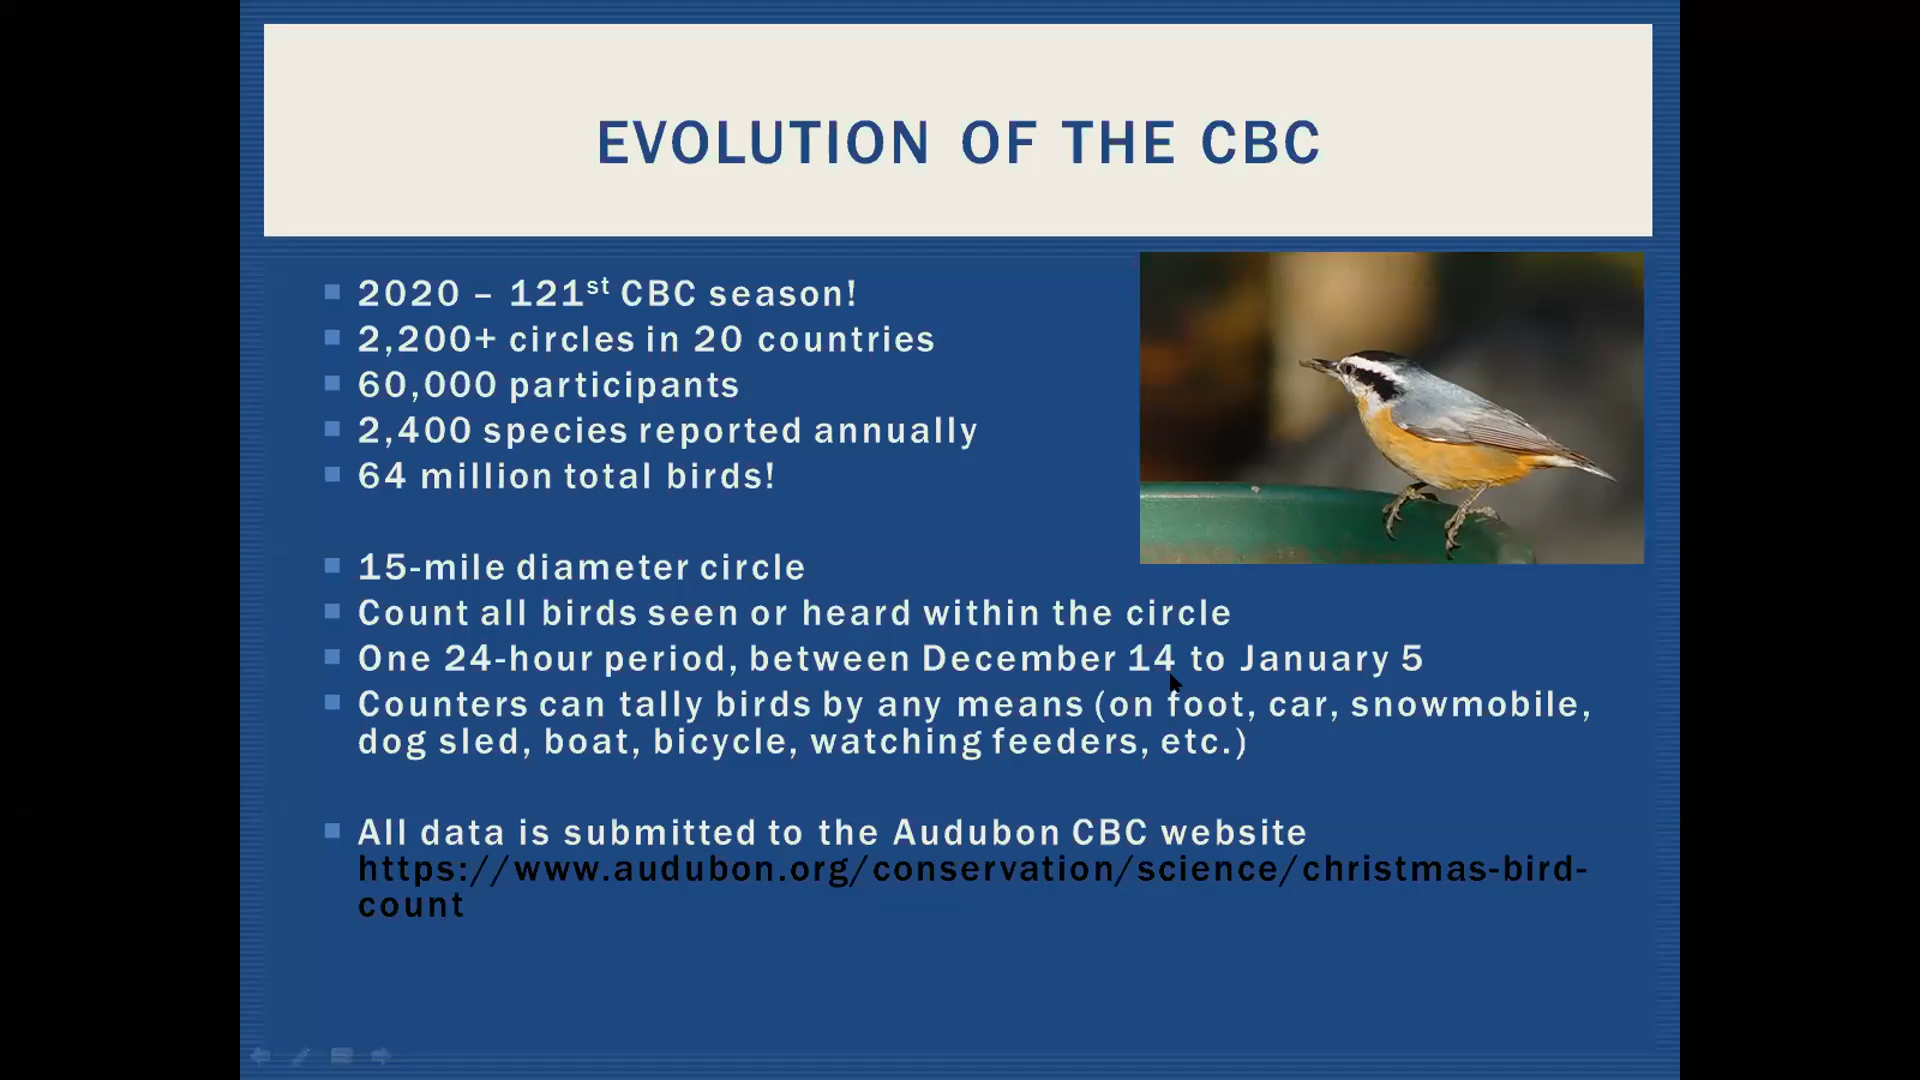 EVOLUTION OF THE CBC
2020 – 121st CBC season!
2,200+ circles in 20 countries
60,000 participants
2,400 species reported annually
64 million total birds!
15-mile diameter circle
Count all birds seen or heard within the circle
One 24-hour period, between December 14 to January 5
Counters can tally birds by any means (on foot, car, snowmobile,
dog sled, boat, bicycle, watching feeders, etc.)
All data is submitted to the Audubon CBC website
https://www.audubon.org/conservation/science/christmas-bird-
count